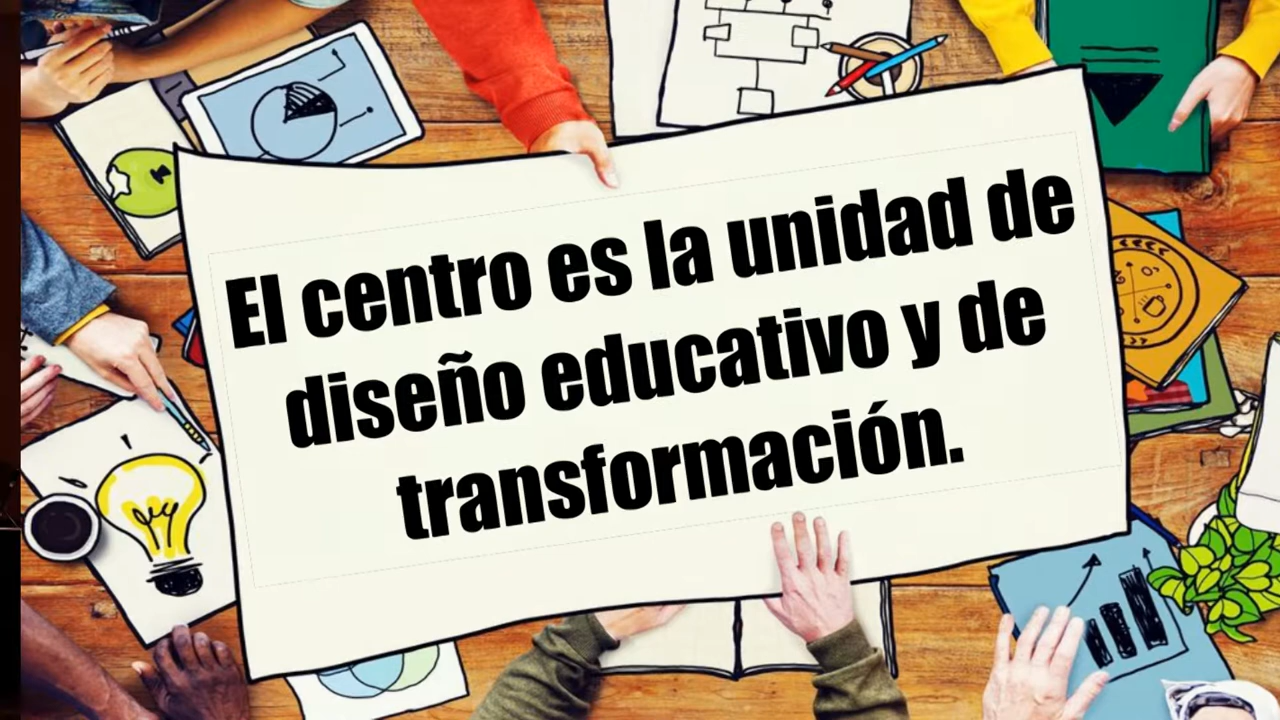 El centro es la unidad de
diseño educativo y de
transformación.